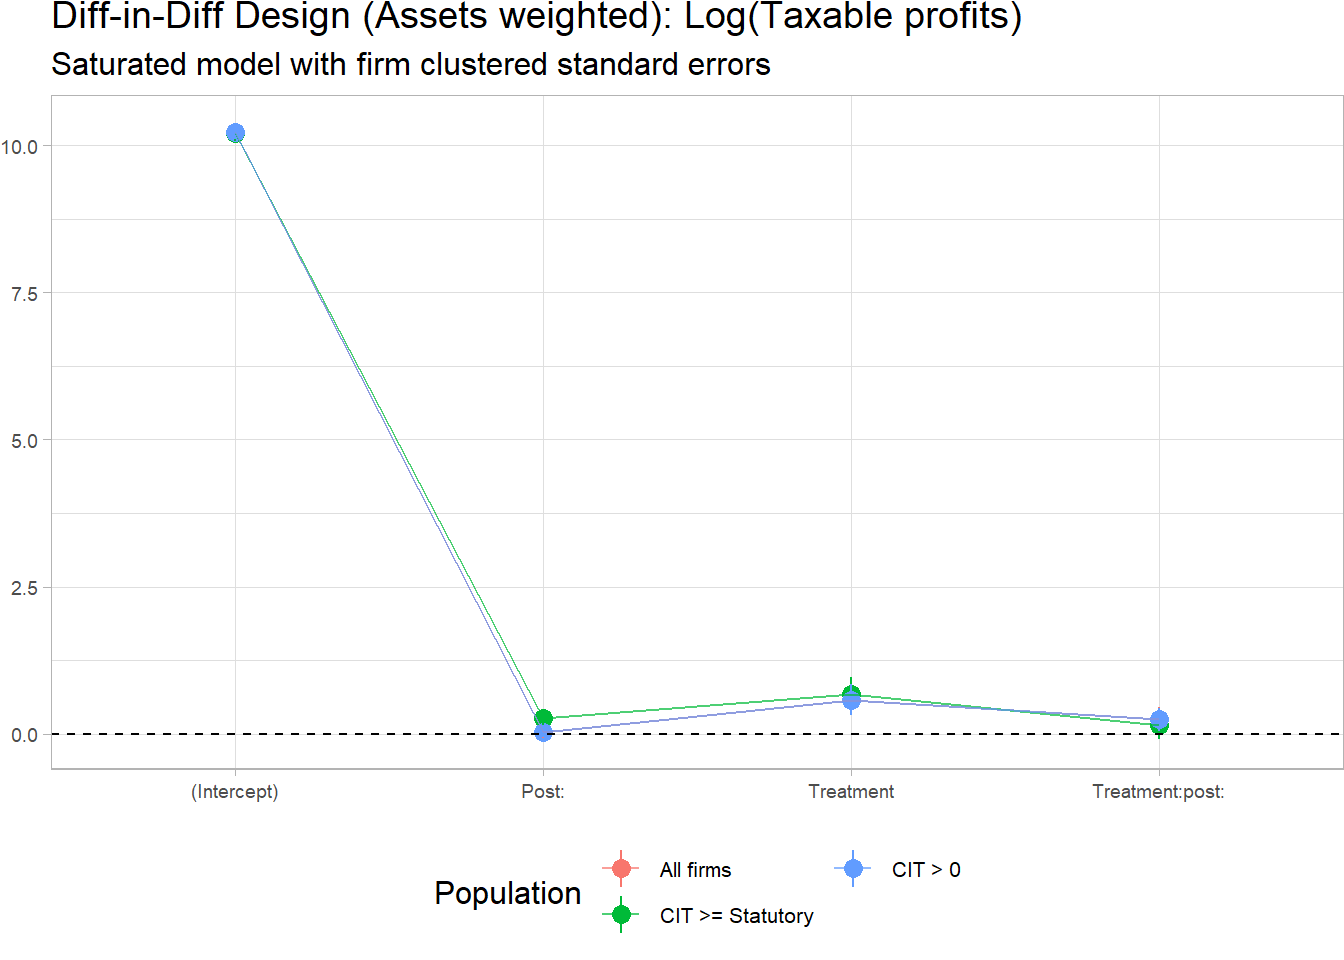 Diff-in-Diff Design (Assets weighted): Log(Taxable profits)
Saturated model with firm clustered standard errors
10.0
7.5
5.0
2.5
0.0
(Intercept)
Post:
Treatment
Treatment:post:
Population
All firms
CIT > 0
CIT >= Statutory